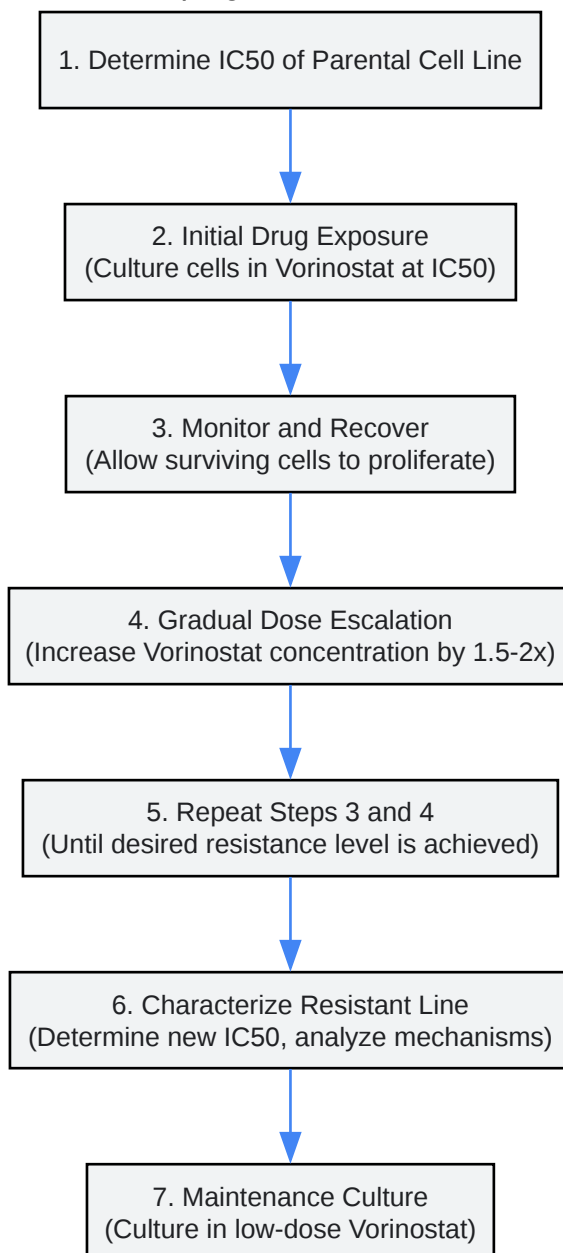 1. Determine IC50 of Parental Cell Line
2. Initial Drug Exposure
(Culture cells in Vorinostat at IC50)
3. Monitor and Recover
(Allow surviving cells to proliferate)
4. Gradual Dose Escalation
(Increase Vorinostat concentration by 1.5-2x)
5. Repeat Steps 3 and 4
(Until desired resistance level is achieved)
6. Characterize Resistant Line
(Determine new IC50, analyze mechanisms)
7. Maintenance Culture
(Culture in low-dose Vorinostat)